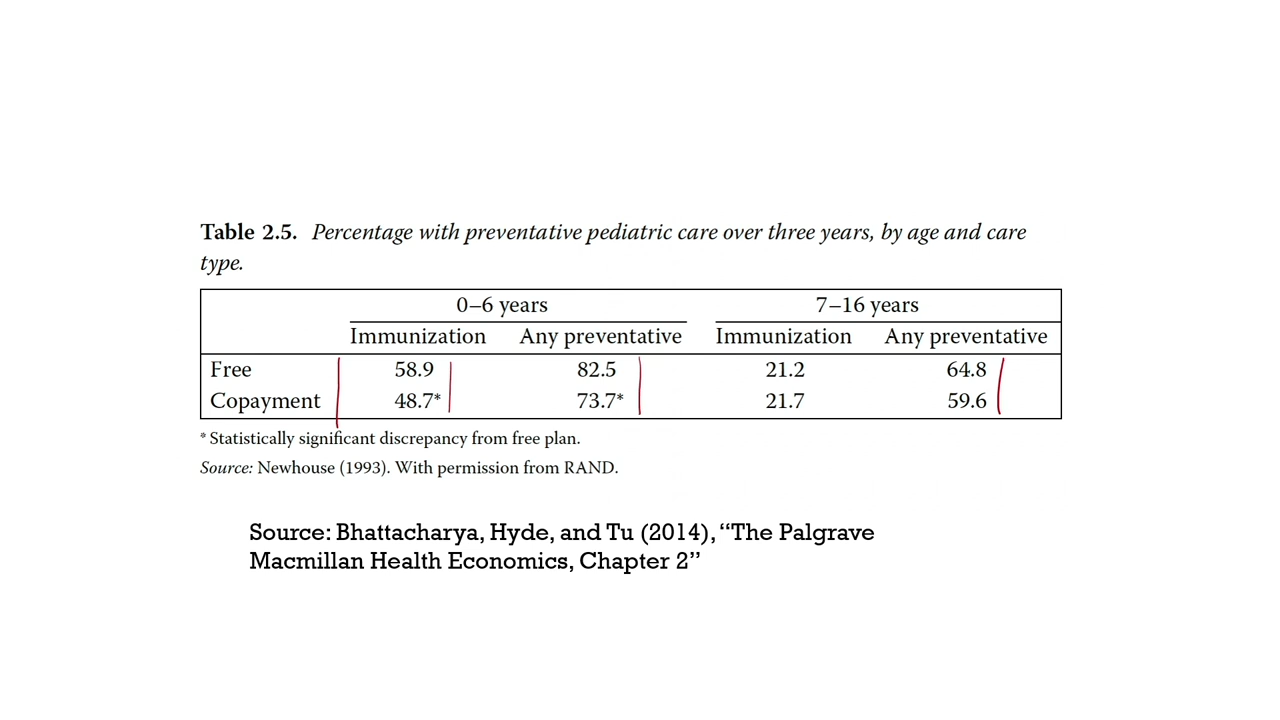 Table 2.5. Percentage with preventative pediatric care over three years, by age and care
type.
0–6 years 7–16 years
Immunization Any preventative Immunization Any preventative
Free 58.9 82.5 21.2 64.8
Copayment 48.7* 73.7* 21.7 59.6
* Statistically significant discrepancy from free plan.
Source: Newhouse (1993). With permission from RAND.
Source: Bhattacharya, Hyde, and Tu (2014), “The Palgrave
Macmillan Health Economics, Chapter 2”